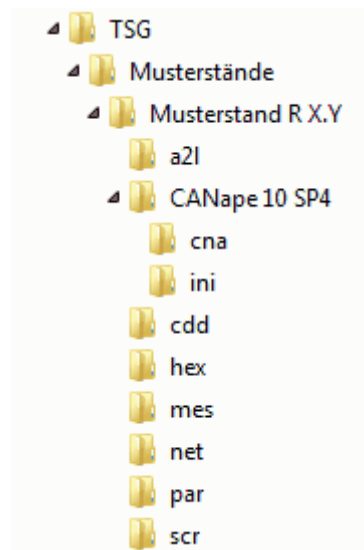 TSG
Musterstände
Musterstand R X.Y
a2l
CANape 10 SP4
cna
ini
cdd
hex
mes
net
par
scr